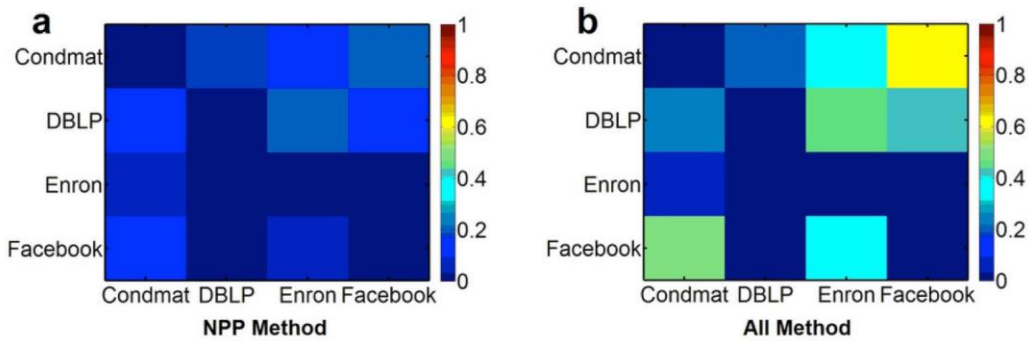 a
Condmat
DBLP
Enron
Facebook
Condmat DBLP Enron Facebook
NPP Method
1
0.8
0.6
0.4
0.2
0
b
Condmat
DBLP
Enron
Facebook
Condmat DBLP Enron Facebook
All Method
1
0.8
0.6
0.4
0.2
0